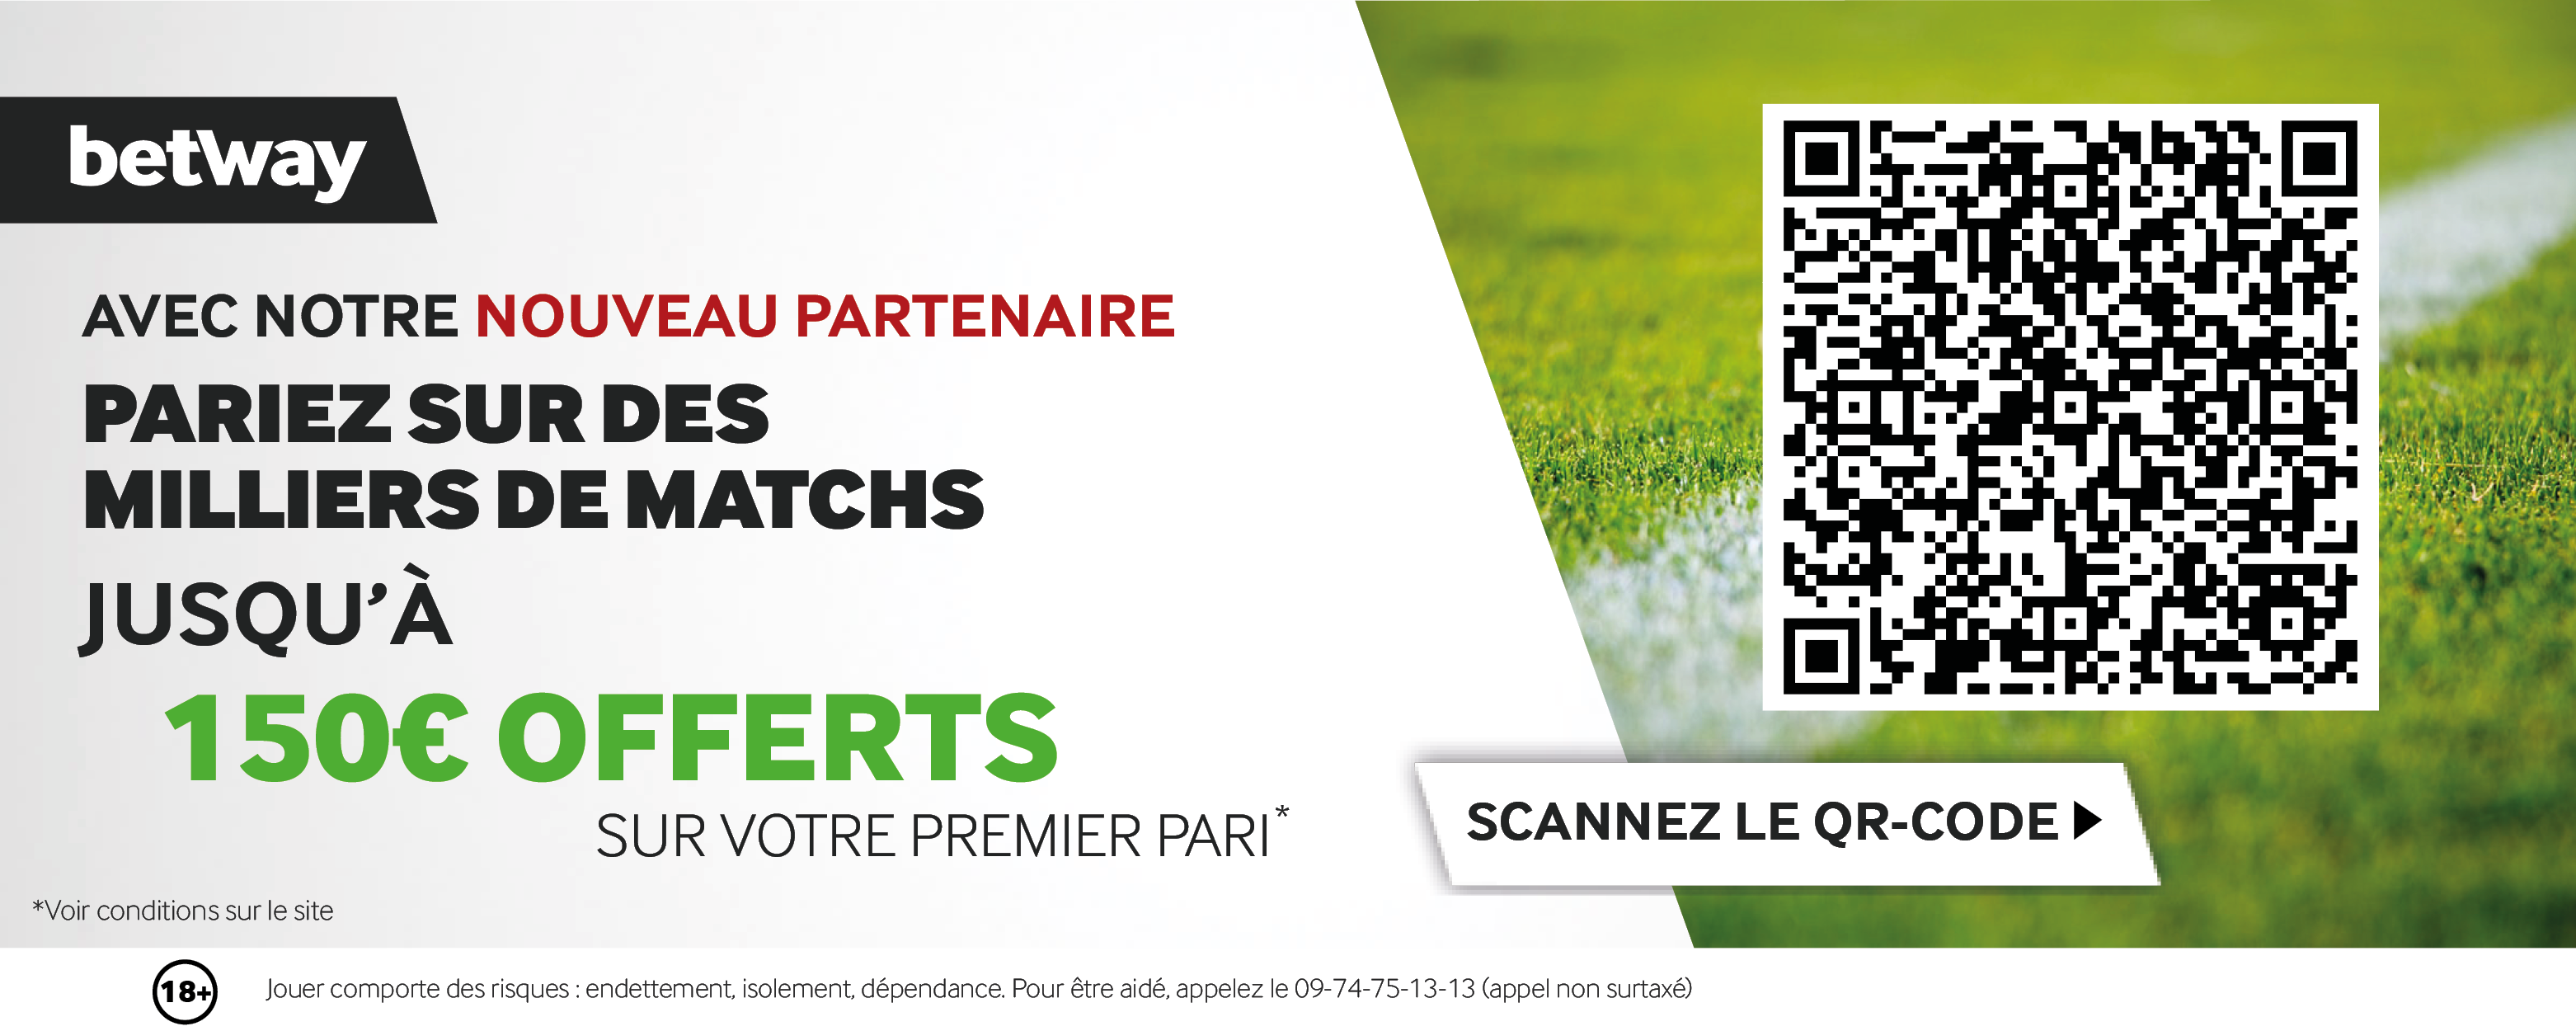 betway
AVEC NOTRE NOUVEAU PARTENAIRE
PARIEZ SUR DES
MILLIERS DE MATCHS
JUSQU'À
150€ OFFERTS
SUR VOTRE PREMIER PARI*
SCANNEZ LE QR-CODE
*Voir conditions sur le site
18+ Jouer comporte des risques : endettement, isolement, dépendance. Pour être aidé, appelez le 09-74-75-13-13 (appel non surtaxé)